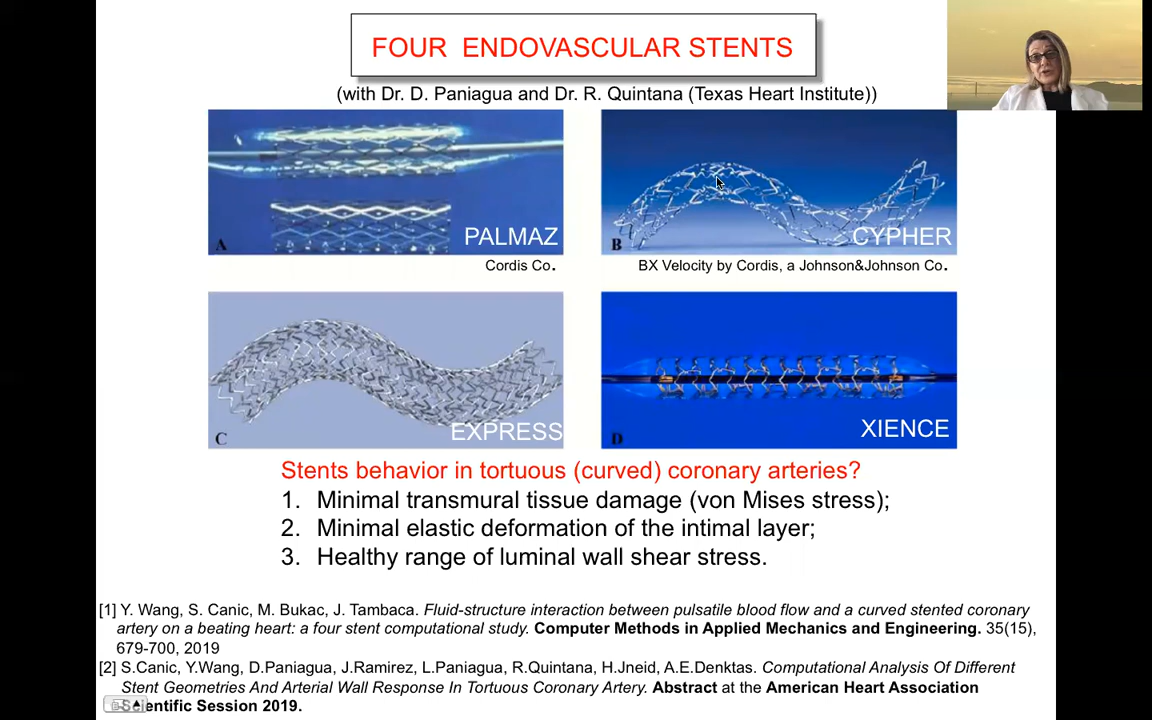 FOUR ENDOVASCULAR STENTS
(with Dr. D. Paniagua and Dr. R. Quintana (Texas Heart Institute))
A
PALMAZ
B
CYPHER
Cordis Co.
BX Velocity by Cordis, a Johnson&Johnson Co.
C
EXPRESS
D
XIENCE
Stents behavior in tortuous (curved) coronary arteries?
1. Minimal transmural tissue damage (von Mises stress);
2. Minimal elastic deformation of the intimal layer;
3. Healthy range of luminal wall shear stress.
[1] Y. Wang, S. Canic, M. Bukac, J. Tambaca. Fluid-structure interaction between pulsatile blood flow and a curved stented coronary
artery on a beating heart: a four stent computational study. Computer Methods in Applied Mechanics and Engineering. 35(15),
679-700, 2019
[2] S.Canic, Y.Wang, D.Paniagua, J.Ramirez, L.Paniagua, R.Quintana, H.Jneid, A.E.Denktas. Computational Analysis Of Different
Stent Geometries And Arterial Wall Response In Tortuous Coronary Artery. Abstract at the American Heart Association
Scientific Session 2019.